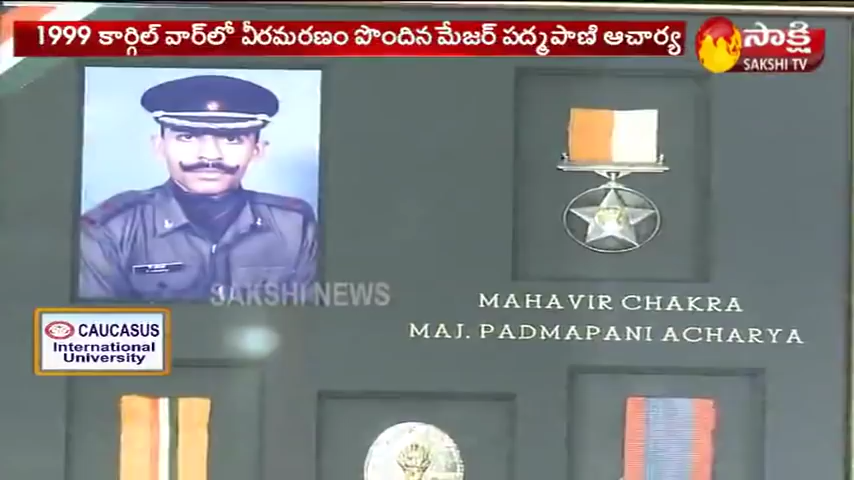 1999 కార్గిల్ వార్‌లో వీరమరణం పొందిన మేజర్ పద్మపాణి ఆచార్య
సాక్షి
SAKSHI TV
SAKSHI NEWS
MAHAVIR CHAKRA
MAJ. PADMAPANI ACHARYA
CAUCASUS
International
University